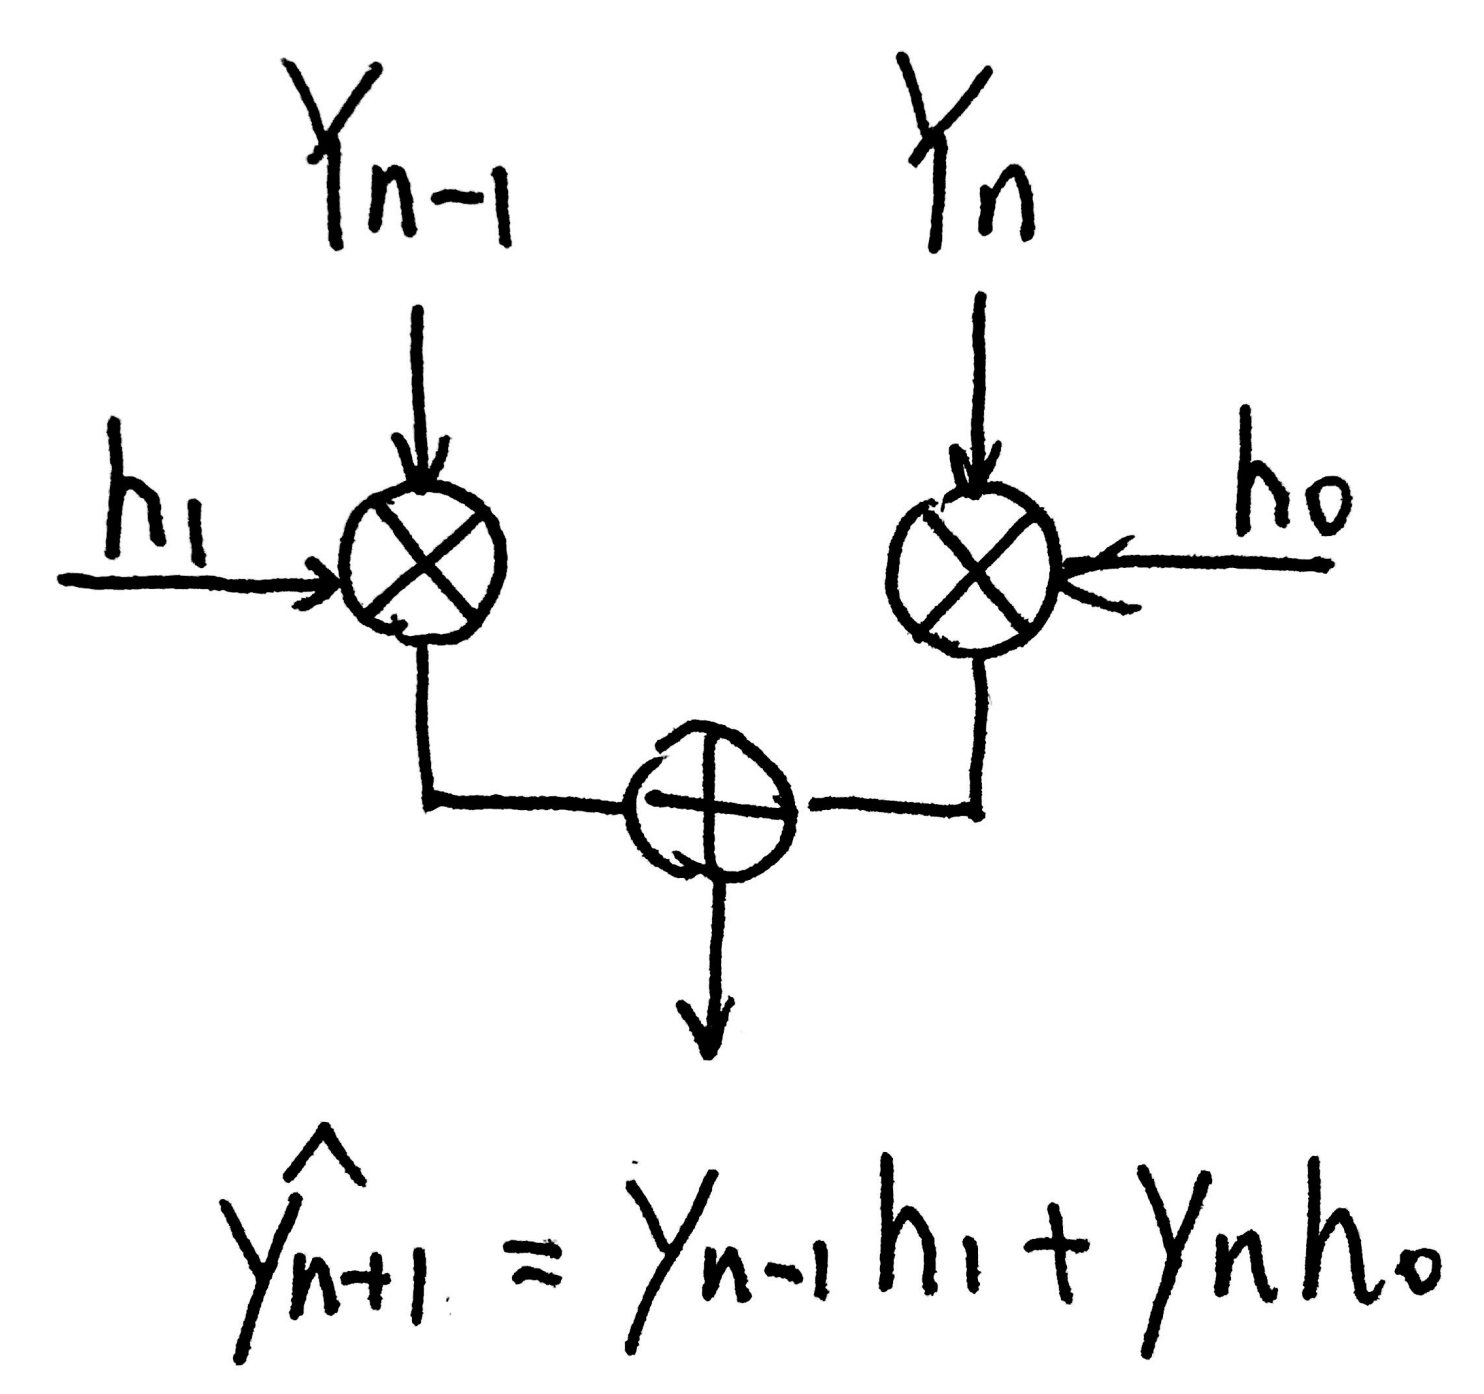 Yn-1 Yn
h1 h0
ŷn+1 = yn-1 h1 + yn h0